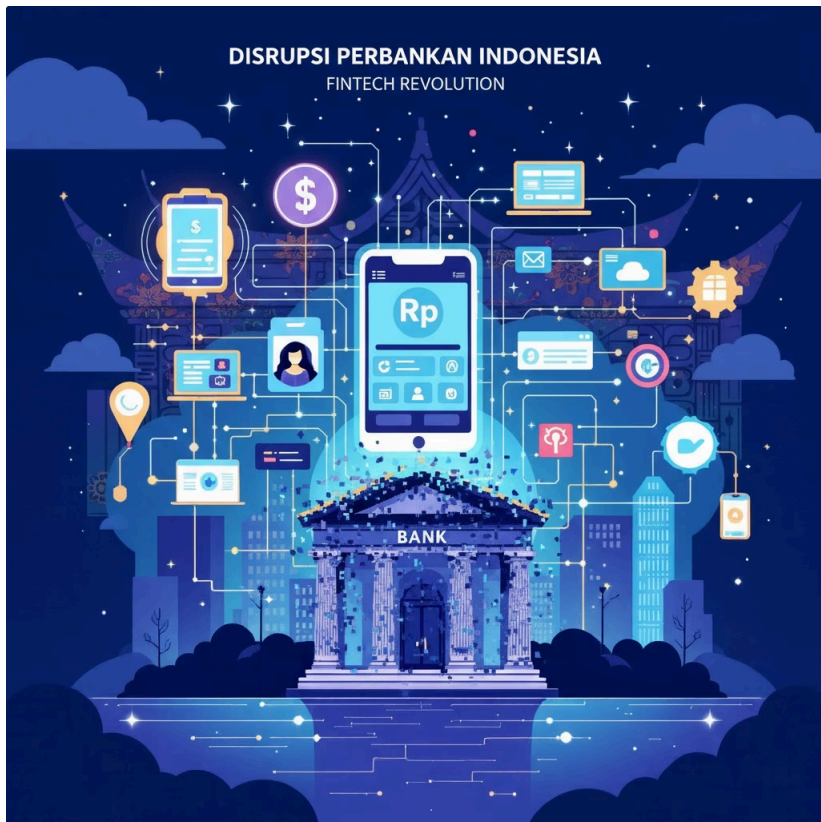 DISRUPSI PERBANKAN INDONESIA
FINTECH REVOLUTION
$
$
Rp
BANK